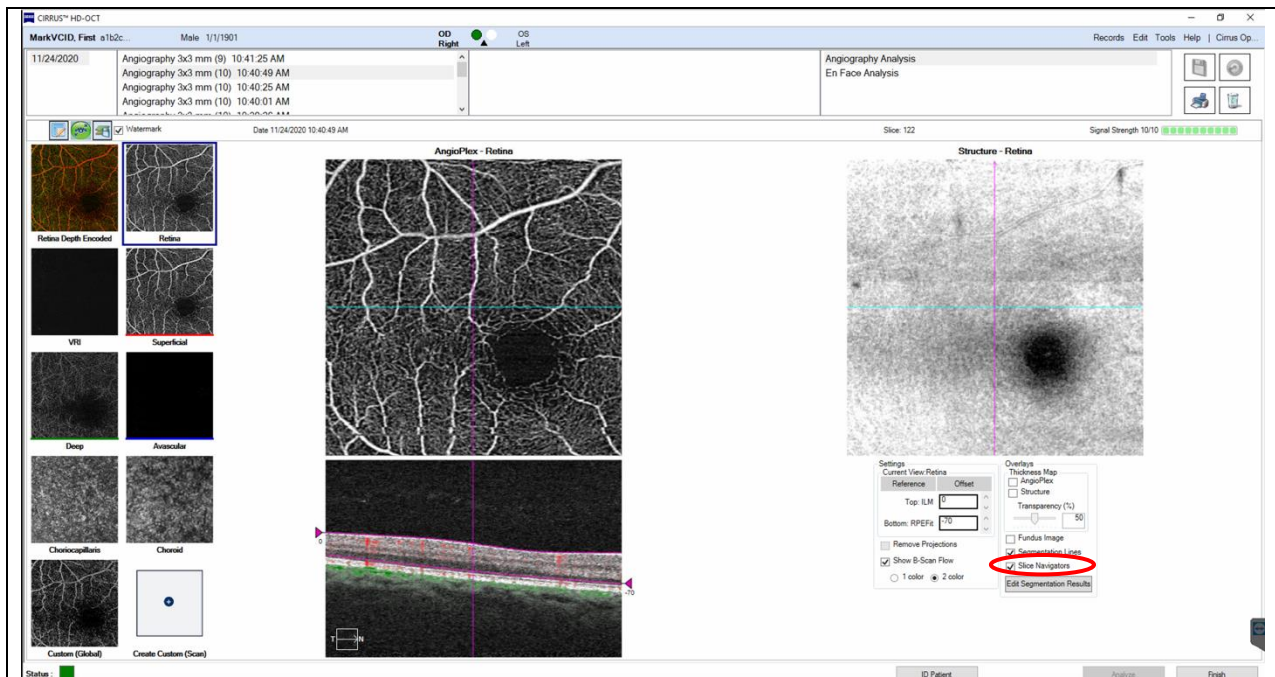 CIRRUS™ HD-OCT
MarkVCID, First a1b2c... Male 1/1/1901
OD
Right
OS
Left
Records Edit Tools Help | Cirrus Op...
11/24/2020
Angiography 3x3 mm (9) 10:41:25 AM
Angiography 3x3 mm (10) 10:40:49 AM
Angiography 3x3 mm (10) 10:40:25 AM
Angiography 3x3 mm (10) 10:40:01 AM
Angiography Analysis
En Face Analysis
Watermark
Date 11/24/2020 10:40:49 AM
Slice: 122
Signal Strength 10/10
Retina Depth Encoded
Retina
VRI
Superficial
Deep
Avascular
Choriocapillaris
Choroid
Custom (Global)
Create Custom (Scan)
AngioPlex - Retina
0
-70
T N
Structure - Retina
Settings
Current View:Retina
Reference Offset
Top: ILM 0
Bottom: RPEFit -70
Remove Projections
Show B-Scan Flow
1 color 2 color
Overlays
Thickness Map
AngioPlex
Structure
Transparency (%)
50
Fundus Image
Segmentation Lines
Slice Navigators
Edit Segmentation Results
Status :
ID Patient
Analyze
Finish